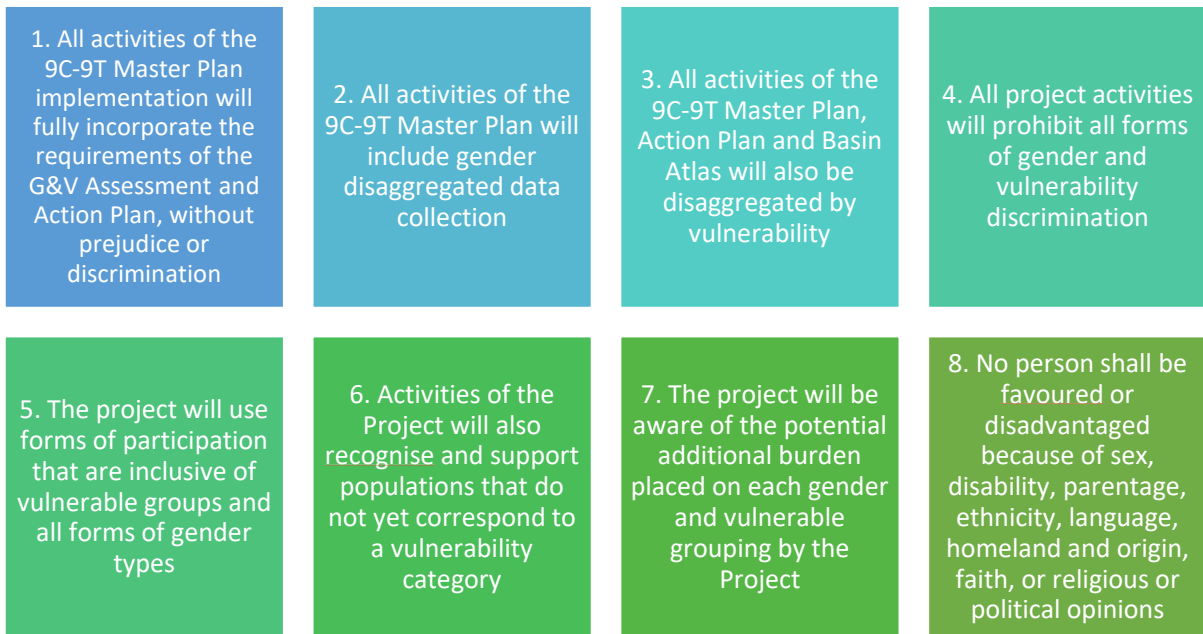 1. All activities of the
9C-9T Master Plan
implementation will
fully incorporate the
requirements of the
G&V Assessment and
Action Plan, without
prejudice or
discrimination
2. All activities of the
9C-9T Master Plan will
include gender
disaggregated data
collection
3. All activities of the
9C-9T Master Plan,
Action Plan and Basin
Atlas will also be
disaggregated by
vulnerability
4. All project activities
will prohibit all forms
of gender and
vulnerability
discrimination
5. The project will use
forms of participation
that are inclusive of
vulnerable groups and
all forms of gender
types
6. Activities of the
Project will also
recognise and support
populations that do
not yet correspond to
a vulnerability
category
7. The project will be
aware of the potential
additional burden
placed on each gender
and vulnerable
grouping by the
Project
8. No person shall be
favoured or
disadvantaged
because of sex,
disability, parentage,
ethnicity, language,
homeland and origin,
faith, or religious or
political opinions